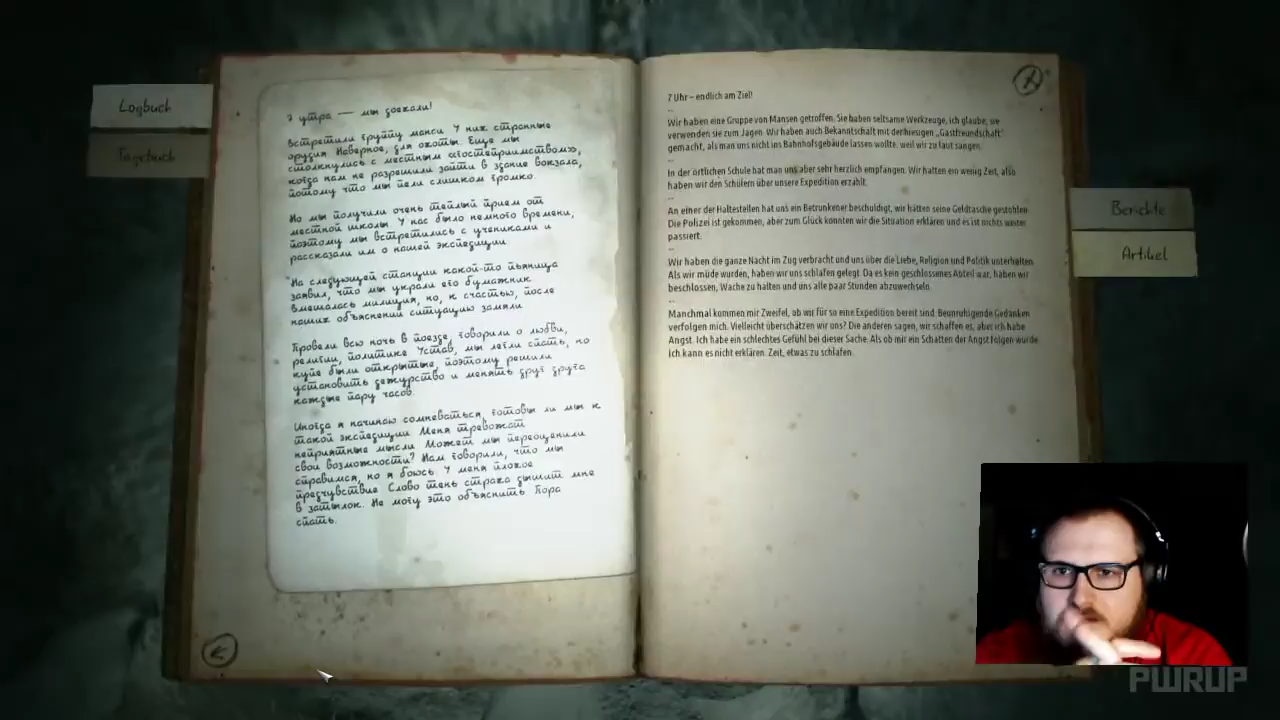 Logbuch
Tagebuch
7 утра — мы доехали!
Встретили группу манси У них странные
орудия Наверное, для охоты. Еще мы
столкнулись с местным «гостеприимством»,
когда нам не разрешили зайти в здание вокзала,
потому что мы пели слишком громко.
Но мы получили очень теплый прием от
местной школы У нас было немного времени,
поэтому мы встретились с учениками и
рассказали им о нашей экспедиции
"На следующей станции какой-то пьяница
заявил, что мы украли его бумажник
Вмешалась милиция, но, к счастью, после
наших объяснений ситуацию замяли
Провели всю ночь в поезде, говорили о любви,
религии, политике Устав, мы легли спать, но
купе были открытые, поэтому решили
установить дежурство и менять друг друга
каждые пару часов.
Иногда я начинаю сомневаться, готовы ли мы к
такой экспедиции Меня тревожат
неприятные мысли Может мы переоценили
свои возможности? Нам говорили, что мы
справимся, но я боюсь У меня плохое
предчувствие Слово тень страха дышит мне
в затылок. Не могу это объяснить Пора
спать.
7 Uhr – endlich am Ziel!
--
Wir haben eine Gruppe von Mansen getroffen. Sie haben seltsame Werkzeuge, ich glaube, sie
verwenden sie zum Jagen. Wir haben auch Bekanntschaft mit der hiesigen „Gastfreundschaft"
gemacht, als man uns nicht ins Bahnhofsgebäude lassen wollte, weil wir zu laut sangen.
--
In der örtlichen Schule hat man uns aber sehr herzlich empfangen. Wir hatten ein wenig Zeit, also
haben wir den Schülern über unsere Expedition erzählt.
--
An einer der Haltestellen hat uns ein Betrunkener beschuldigt, wir hätten seine Geldtasche gestohlen.
Die Polizei ist gekommen, aber zum Glück konnten wir die Situation erklären und es ist nichts weiter
passiert.
--
Wir haben die ganze Nacht im Zug verbracht und uns über die Liebe, Religion und Politik unterhalten.
Als wir müde wurden, haben wir uns schlafen gelegt. Da es kein geschlossenes Abteil war, haben wir
beschlossen, Wache zu halten und uns alle paar Stunden abzuwechseln.
--
Manchmal kommen mir Zweifel, ob wir für so eine Expedition bereit sind. Beunruhigende Gedanken
verfolgen mich. Vielleicht überschätzen wir uns? Die anderen sagen, wir schaffen es, aber ich habe
Angst. Ich habe ein schlechtes Gefühl bei dieser Sache. Als ob mir ein Schatten der Angst folgen würde.
Ich kann es nicht erklären. Zeit, etwas zu schlafen.
Berichte
Artikel
PWRUP